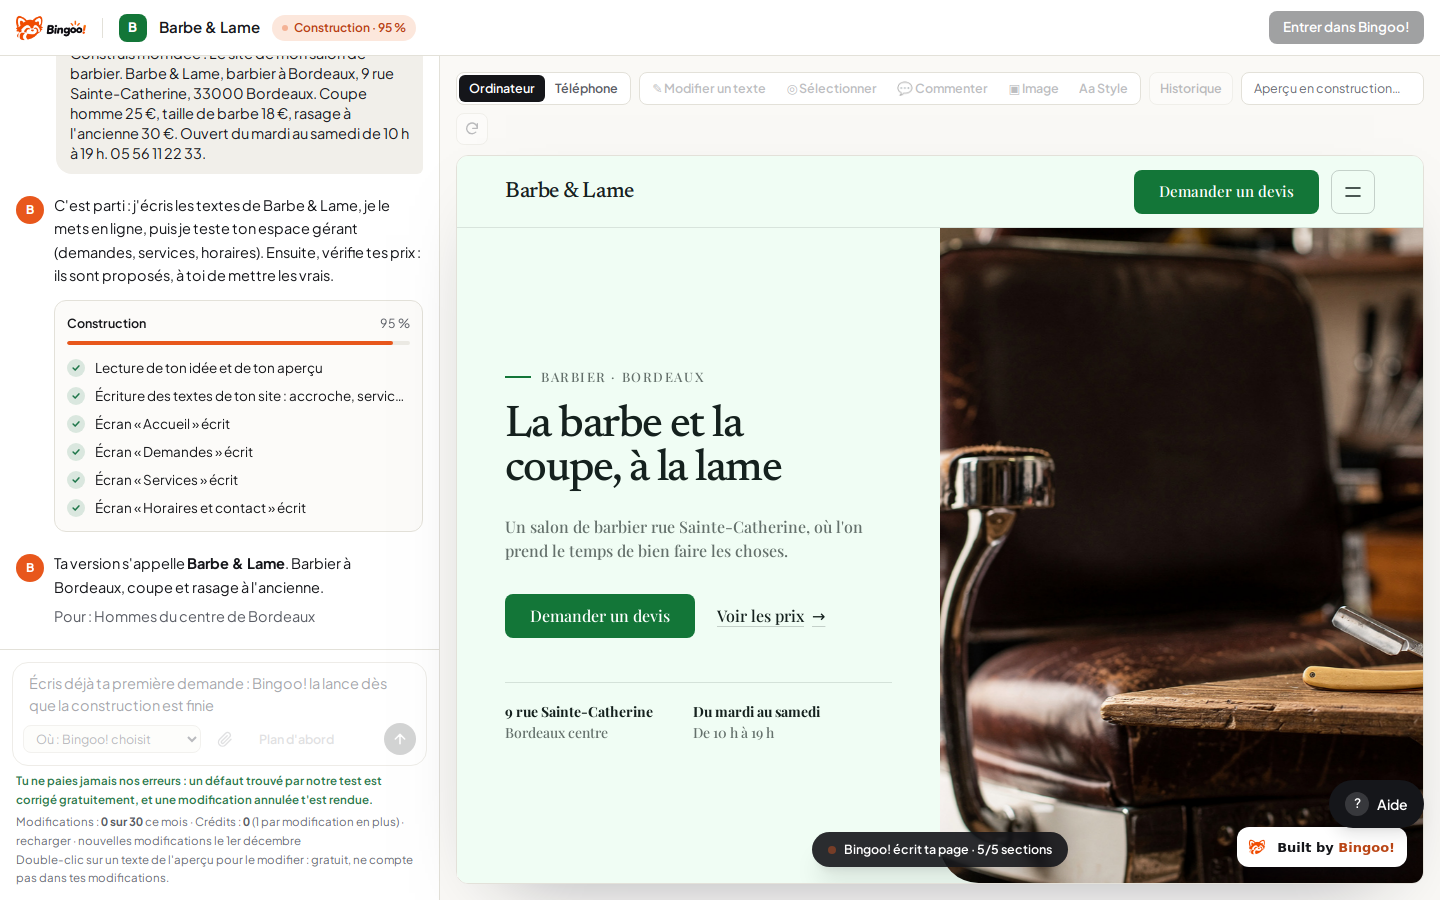 Bingoo!
B
Barbe & Lame
Construction · 95 %
Entrer dans Bingoo!
barbier. Barbe & Lame, barbier à Bordeaux, 9 rue
Sainte-Catherine, 33000 Bordeaux. Coupe
homme 25 €, taille de barbe 18 €, rasage à
l'ancienne 30 €. Ouvert du mardi au samedi de 10 h
à 19 h. 05 56 11 22 33.
B
C'est parti : j'écris les textes de Barbe & Lame, je le
mets en ligne, puis je teste ton espace gérant
(demandes, services, horaires). Ensuite, vérifie tes prix :
ils sont proposés, à toi de mettre les vrais.
Construction
95 %
Lecture de ton idée et de ton aperçu
Écriture des textes de ton site : accroche, servic...
Écran « Accueil » écrit
Écran « Demandes » écrit
Écran « Services » écrit
Écran « Horaires et contact » écrit
B
Ta version s'appelle Barbe & Lame. Barbier à
Bordeaux, coupe et rasage à l'ancienne.
Pour : Hommes du centre de Bordeaux
Écris déjà ta première demande : Bingoo! la lance dès
que la construction est finie
Où : Bingoo! choisit
Plan d'abord
Tu ne paies jamais nos erreurs : un défaut trouvé par notre test est
corrigé gratuitement, et une modification annulée t'est rendue.
Modifications : 0 sur 30 ce mois · Crédits : 0 (1 par modification en plus) ·
recharger · nouvelles modifications le 1er décembre
Double-clic sur un texte de l'aperçu pour le modifier : gratuit, ne compte
pas dans tes modifications.
Ordinateur
Téléphone
Modifier un texte
Sélectionner
Commenter
Image
Aa Style
Historique
Aperçu en construction...
Barbe & Lame
Demander un devis
BARBIER · BORDEAUX
La barbe et la
coupe, à la lame
Un salon de barbier rue Sainte-Catherine, où l'on
prend le temps de bien faire les choses.
Demander un devis
Voir les prix →
9 rue Sainte-Catherine
Bordeaux centre
Du mardi au samedi
De 10 h à 19 h
Bingoo! écrit ta page · 5/5 sections
? Aide
Built by Bingoo!